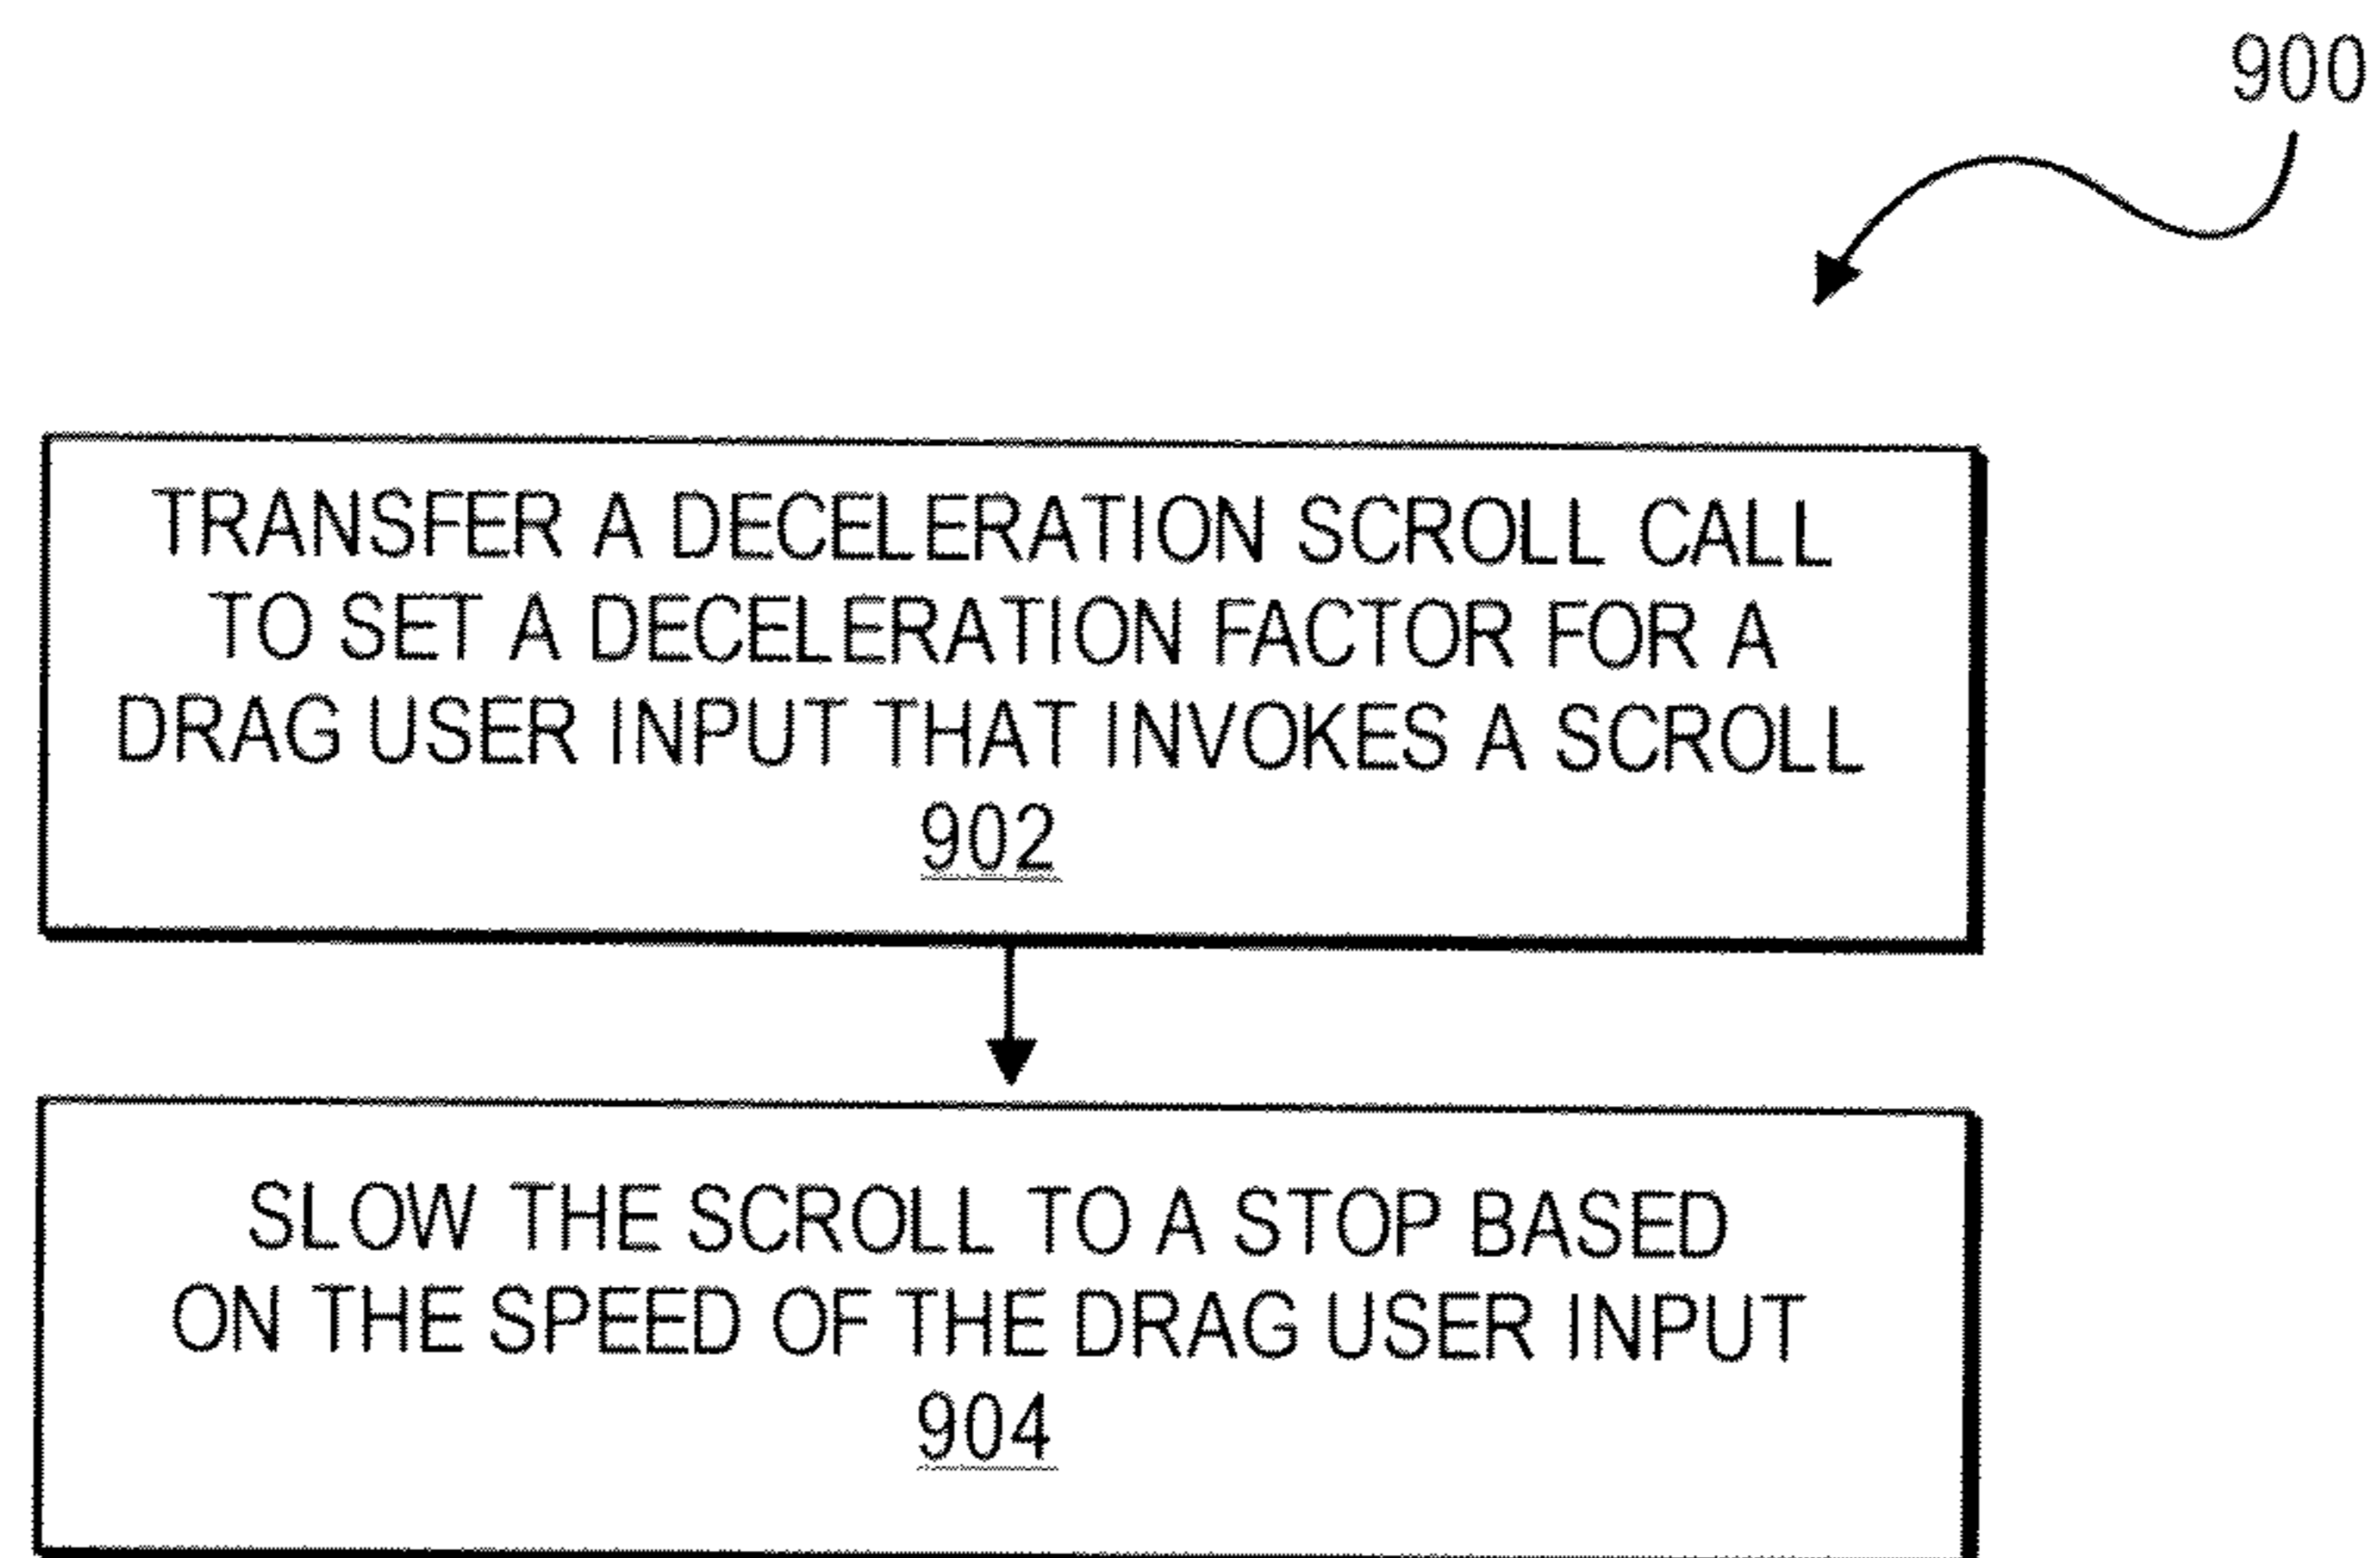 900
TRANSFER A DECELERATION SCROLL CALL
TO SET A DECELERATION FACTOR FOR A
DRAG USER INPUT THAT INVOKES A SCROLL
902
SLOW THE SCROLL TO A STOP BASED
ON THE SPEED OF THE DRAG USER INPUT
904